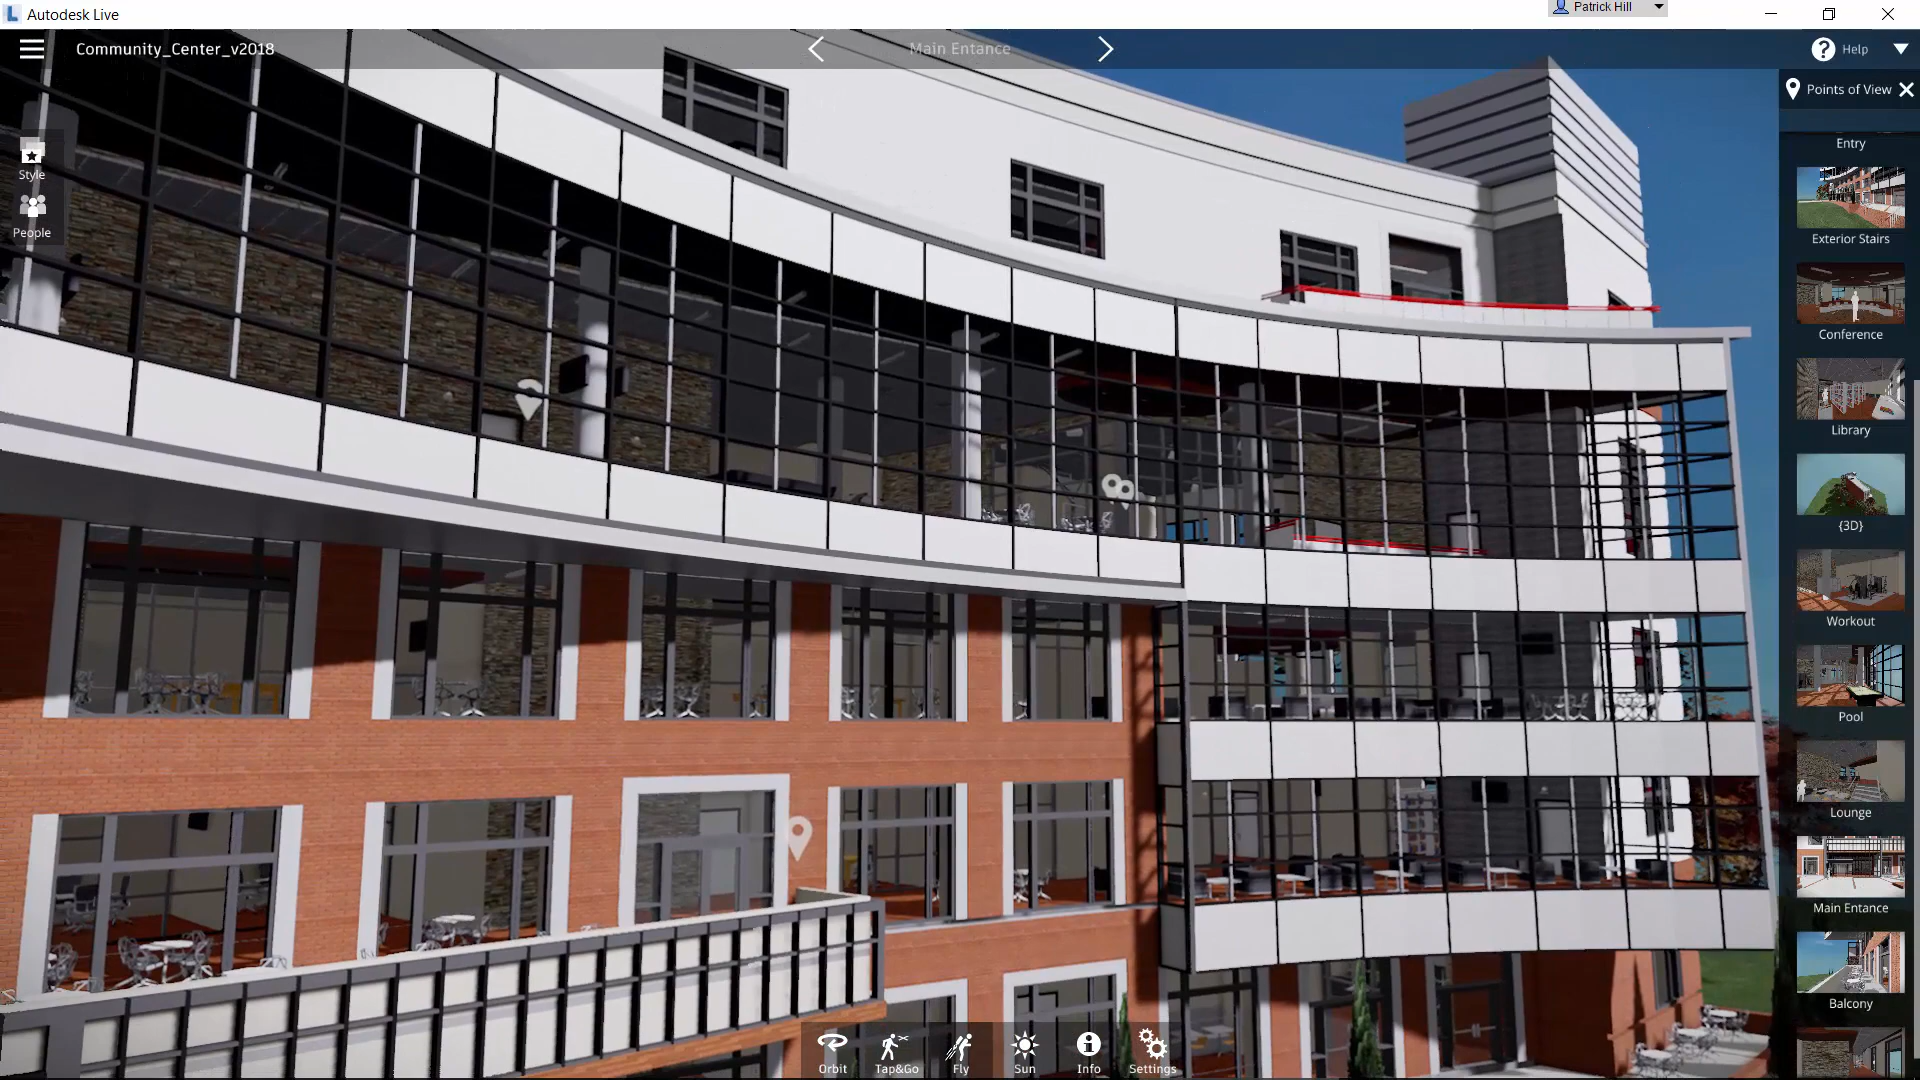 Autodesk Live
Patrick Hill
Community_Center_v2018
Main Entance
Help
Points of View
Style
People
Entry
Exterior Stairs
Conference
Library
{3D}
Workout
Pool
Lounge
Main Entance
Balcony
Orbit
Tap&Go
Fly
Sun
Info
Settings